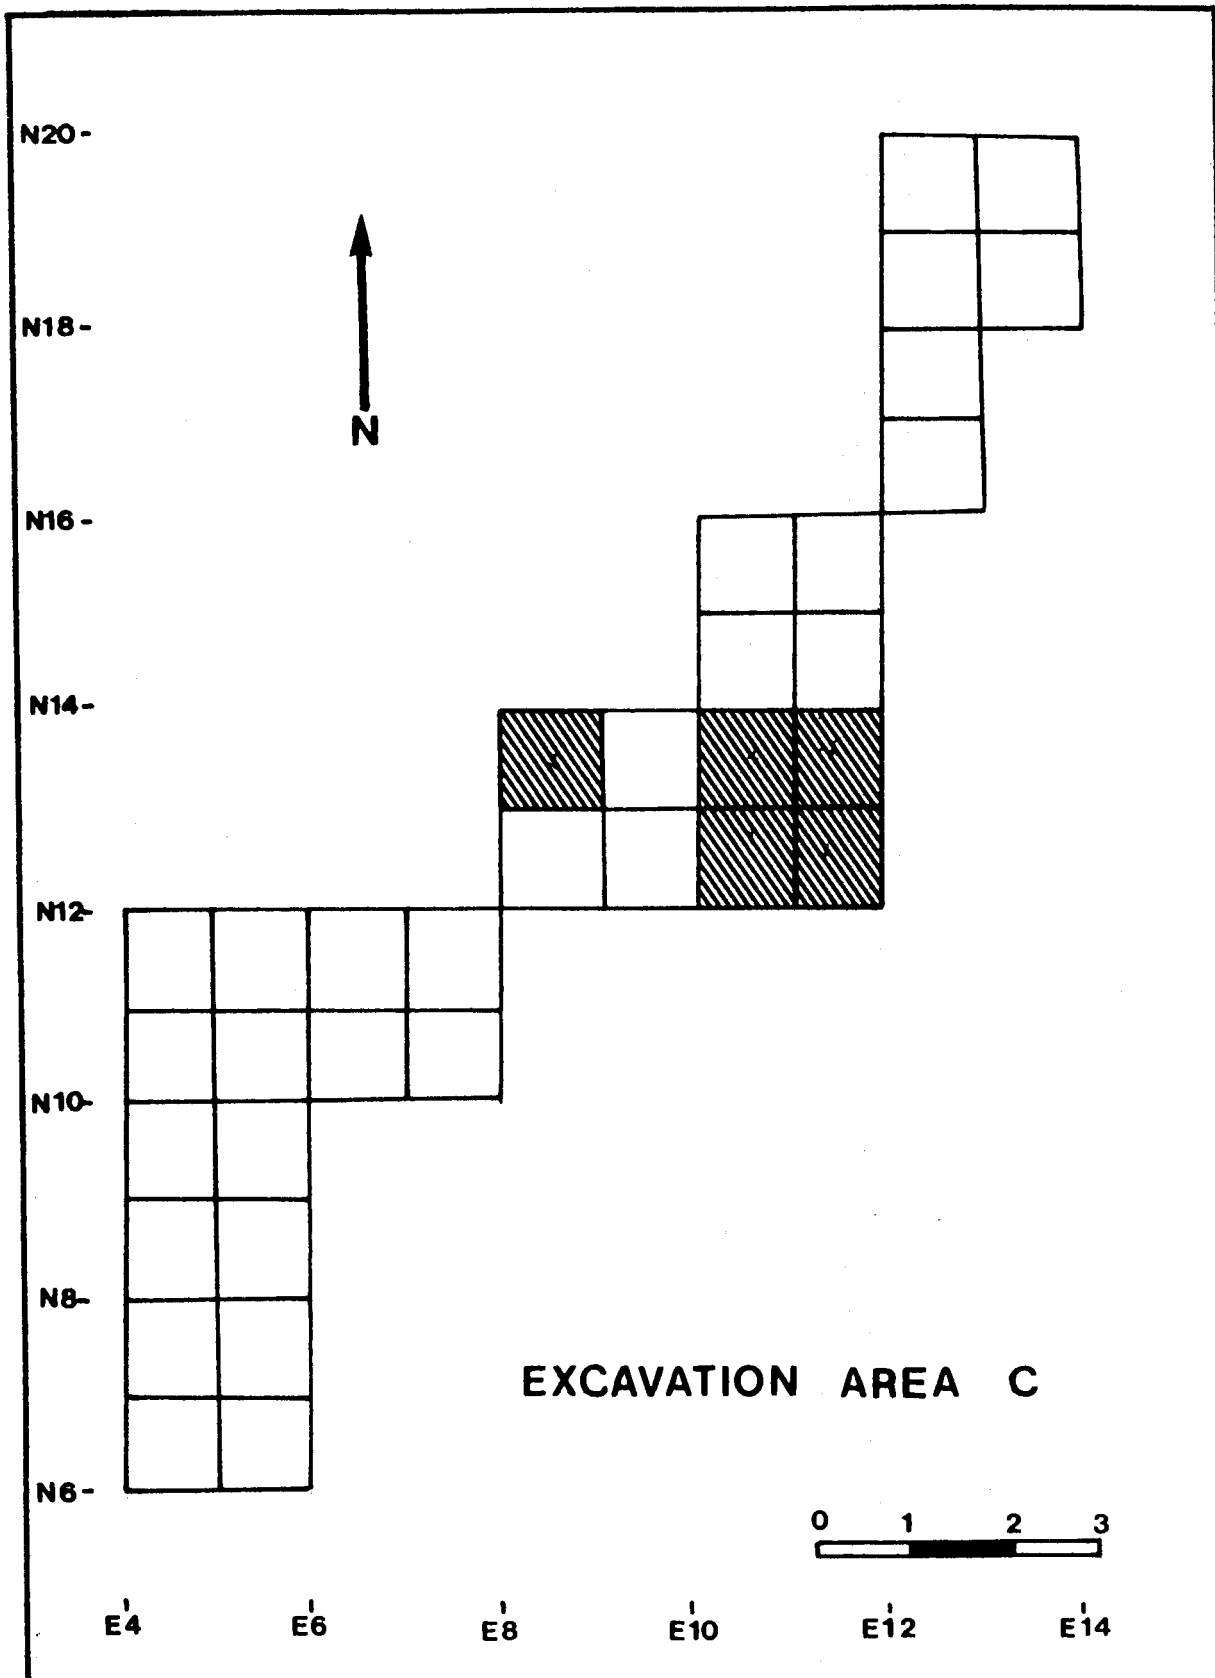 N20-
N
N18-
N16-
N14-
N12-
N10-
N8-
EXCAVATION AREA C
N6-
0 1 2 3
E4 E6 E8 E10 E12 E14